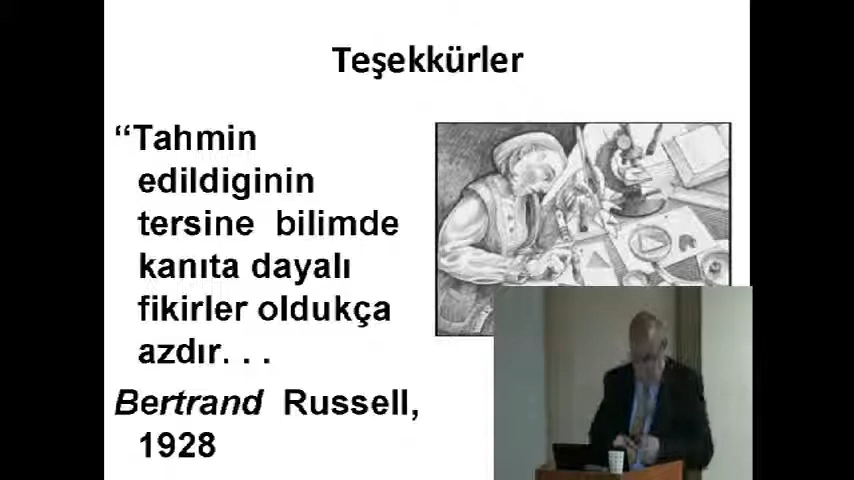 Teşekkürler
“Tahmin
edildiginin
tersine bilimde
kanıta dayalı
fikirler oldukça
azdır. . .
Bertrand Russell,
1928